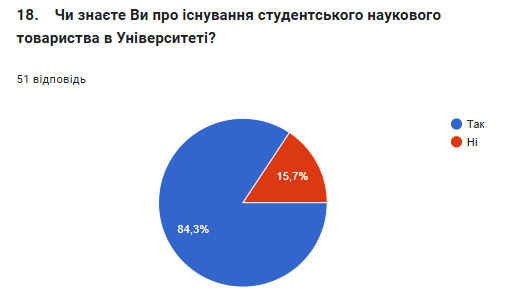 18. Чи знаєте Ви про існування студентського наукового
товариства в Університеті?
51 відповідь
Так
Ні
15,7%
84,3%